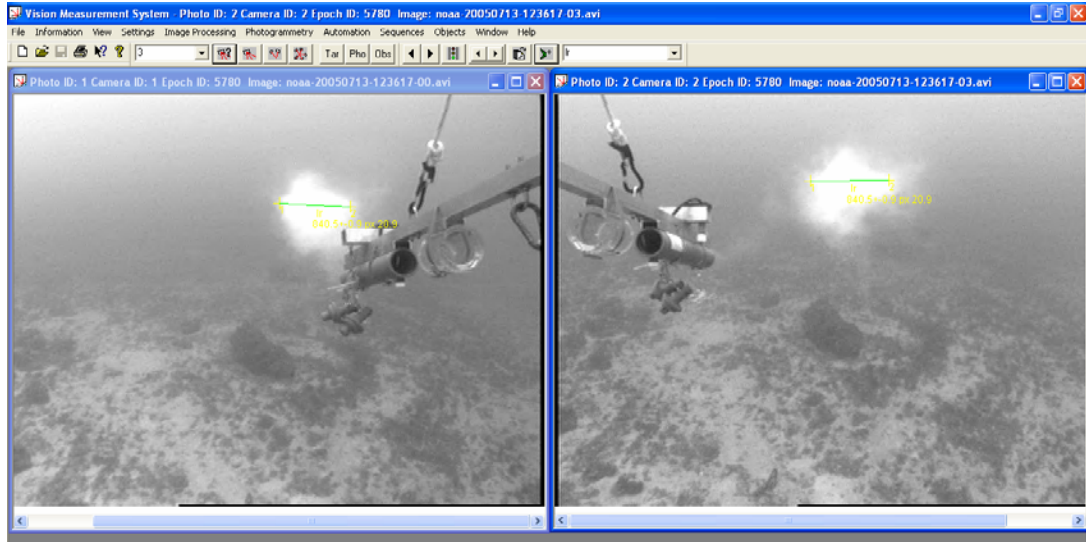 Vision Measurement System - Photo ID: 2 Camera ID: 2 Epoch ID: 5780 Image: noaa-20050713-123617-03.avi
File Information View Settings Image Processing Photogrammetry Automation Sequences Objects Window Help
3 Tar Pho Obs lr
Photo ID: 1 Camera ID: 1 Epoch ID: 5780 Image: noaa-20050713-123617-00.avi
Photo ID: 2 Camera ID: 2 Epoch ID: 5780 Image: noaa-20050713-123617-03.avi